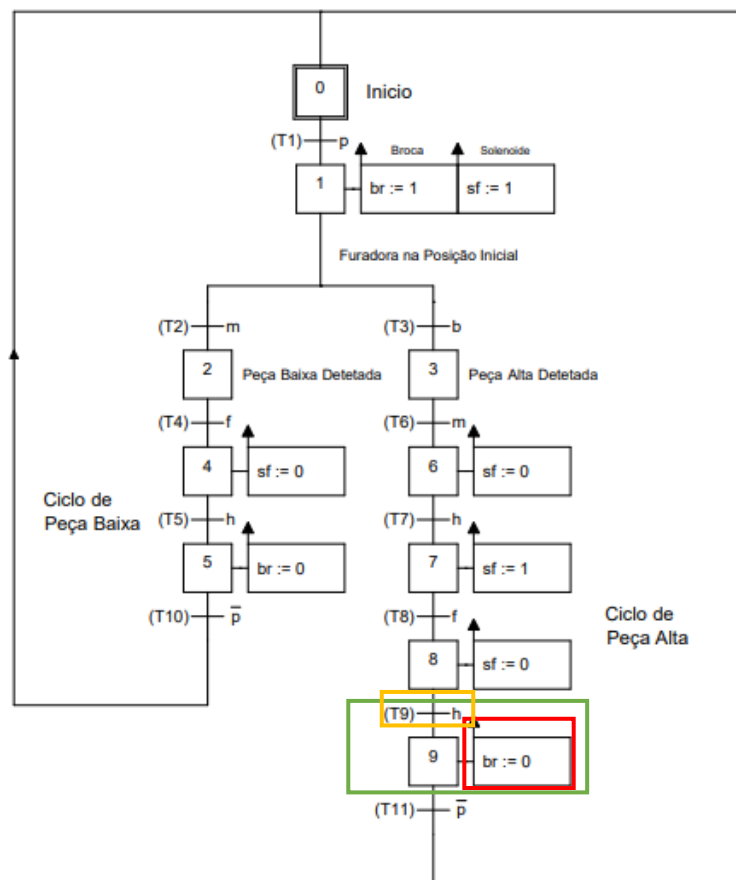 0 Inicio
(T1) p
Broca Solenoide
1 br := 1 sf := 1
Furadora na Posição Inicial
(T2) m (T3) b
2 Peça Baixa Detetada 3 Peça Alta Detetada
(T4) f (T6) m
4 sf := 0 6 sf := 0
Ciclo de
Peça Baixa
(T5) h (T7) h
5 br := 0 7 sf := 1
(T10) p̅ (T8) f
Ciclo de
Peça Alta
8 sf := 0
(T9) h
9 br := 0
(T11) p̅